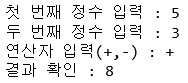 첫 번째 정수 입력 : 5
두 번째 정수 입력 : 3
연산자 입력(+,-) : +
결과 확인 : 8